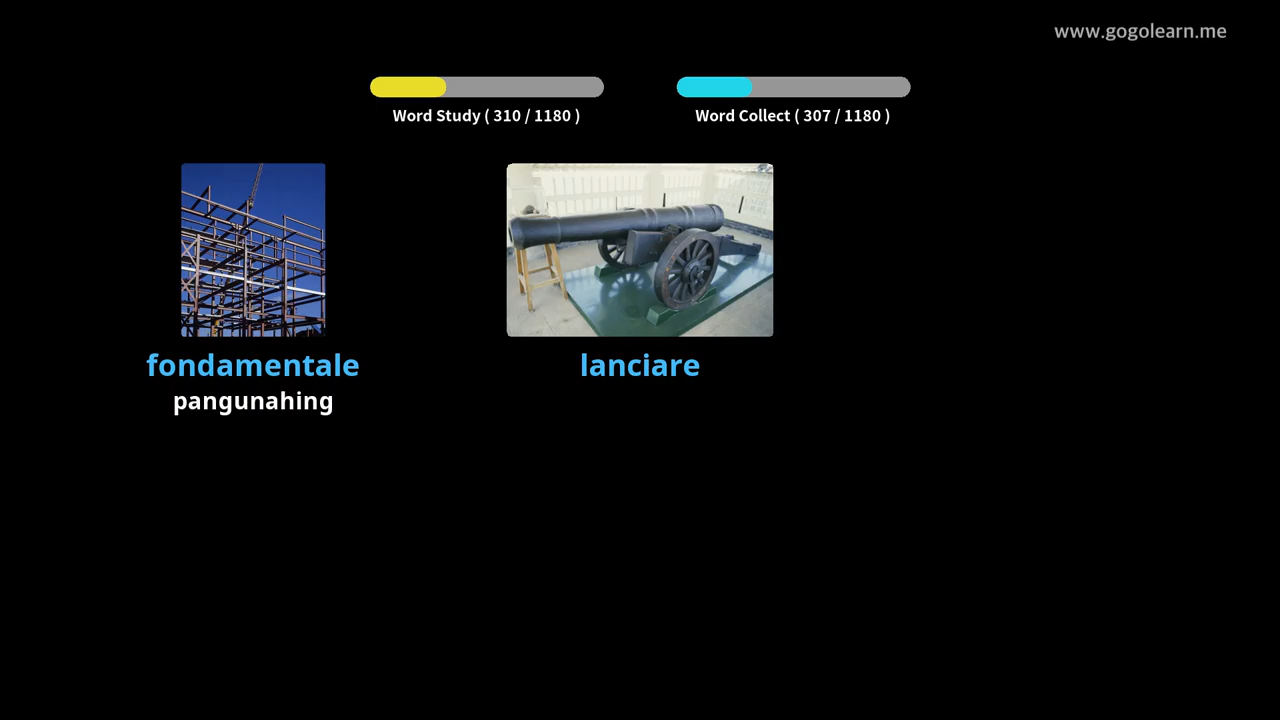 www.gogolearn.me
Word Study ( 310 / 1180 )
Word Collect ( 307 / 1180 )
fondamentale
pangunahing
lanciare